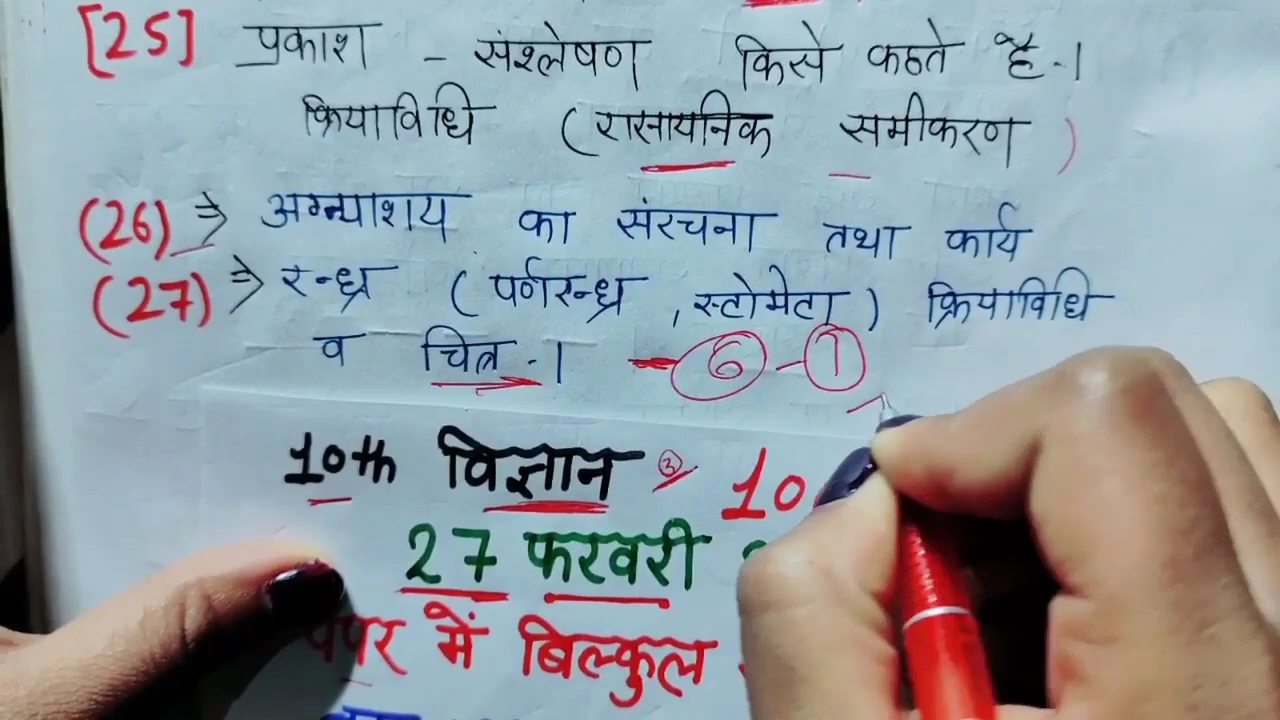 [25] प्रकाश - संश्लेषण किसे कहते है.।
क्रियाविधि (रासायनिक समीकरण)
(26) ⇒ अग्न्याशय का संरचना तथा कार्य
(27) ⇒ रन्ध्र (पर्णरन्ध्र, स्टोमेटा) क्रियाविधि
व चित्र.। - 6 - 7
10th विज्ञान 10
27 फरवरी
में बिल्कुल